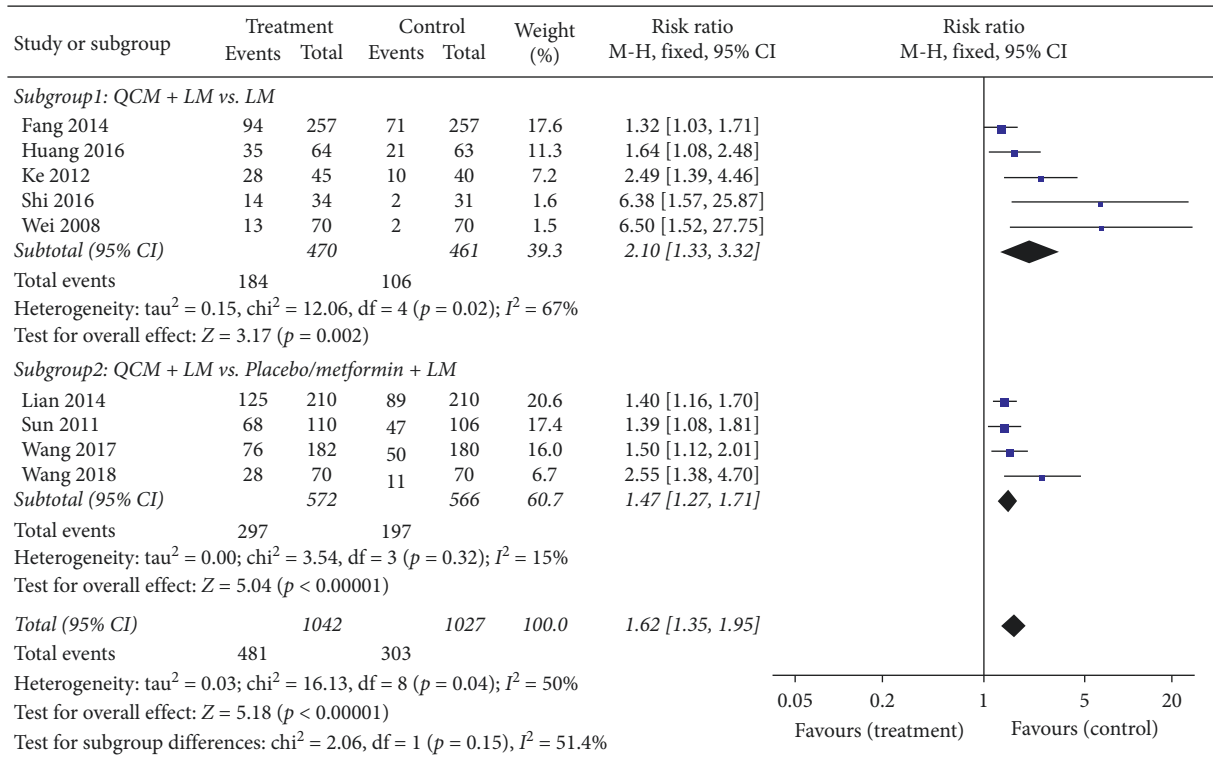 Study or subgroup Treatment Control Weight (%) Risk ratio M-H, fixed, 95% CI Risk ratio M-H, fixed, 95% CI
Events Total Events Total
Subgroup1: QCM + LM vs. LM
Fang 2014 94 257 71 257 17.6 1.32 [1.03, 1.71]
Huang 2016 35 64 21 63 11.3 1.64 [1.08, 2.48]
Ke 2012 28 45 10 40 7.2 2.49 [1.39, 4.46]
Shi 2016 14 34 2 31 1.6 6.38 [1.57, 25.87]
Wei 2008 13 70 2 70 1.5 6.50 [1.52, 27.75]
Subtotal (95% CI) 470 461 39.3 2.10 [1.33, 3.32]
Total events 184 106
Heterogeneity: tau² = 0.15, chi² = 12.06, df = 4 (p = 0.02); I² = 67%
Test for overall effect: Z = 3.17 (p = 0.002)
Subgroup2: QCM + LM vs. Placebo/metformin + LM
Lian 2014 125 210 89 210 20.6 1.40 [1.16, 1.70]
Sun 2011 68 110 47 106 17.4 1.39 [1.08, 1.81]
Wang 2017 76 182 50 180 16.0 1.50 [1.12, 2.01]
Wang 2018 28 70 11 70 6.7 2.55 [1.38, 4.70]
Subtotal (95% CI) 572 566 60.7 1.47 [1.27, 1.71]
Total events 297 197
Heterogeneity: tau² = 0.00; chi² = 3.54, df = 3 (p = 0.32); I² = 15%
Test for overall effect: Z = 5.04 (p < 0.00001)
Total (95% CI) 1042 1027 100.0 1.62 [1.35, 1.95]
Total events 481 303
Heterogeneity: tau² = 0.03; chi² = 16.13, df = 8 (p = 0.04); I² = 50%
Test for overall effect: Z = 5.18 (p < 0.00001)
Test for subgroup differences: chi² = 2.06, df = 1 (p = 0.15), I² = 51.4%
0.05 0.2 1 5 20
Favours (treatment) Favours (control)